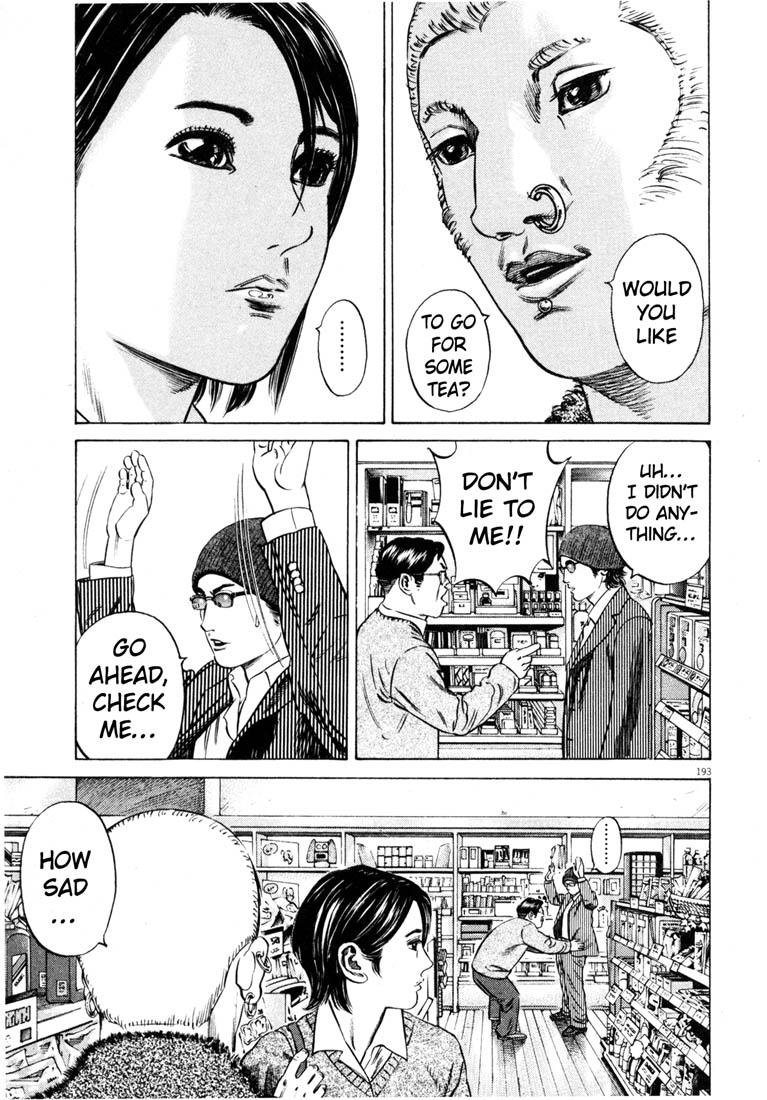 WOULD
YOU
LIKE
TO GO
FOR
SOME
TEA?
........
UH...
I DIDN'T
DO ANY-
THING...
DON'T
LIE TO
ME!!
GO
AHEAD,
CHECK
ME...
193
HOW
SAD
...
......